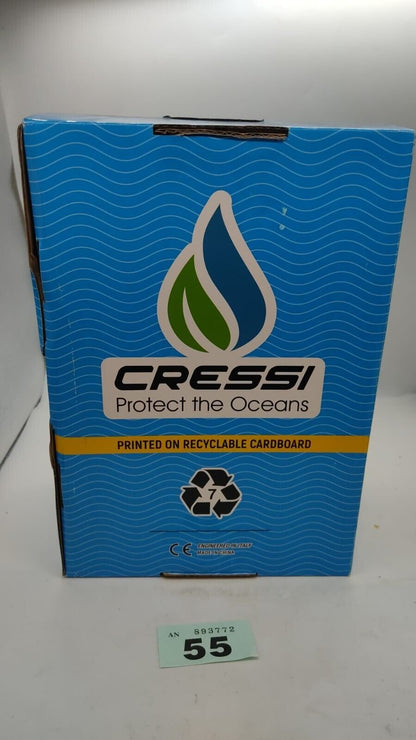 CRESSI
Protect the Oceans
PRINTED ON RECYCLABLE CARDBOARD
7
CE ENGINEERED IN ITALY
MADE IN CHINA
AN 893772
55